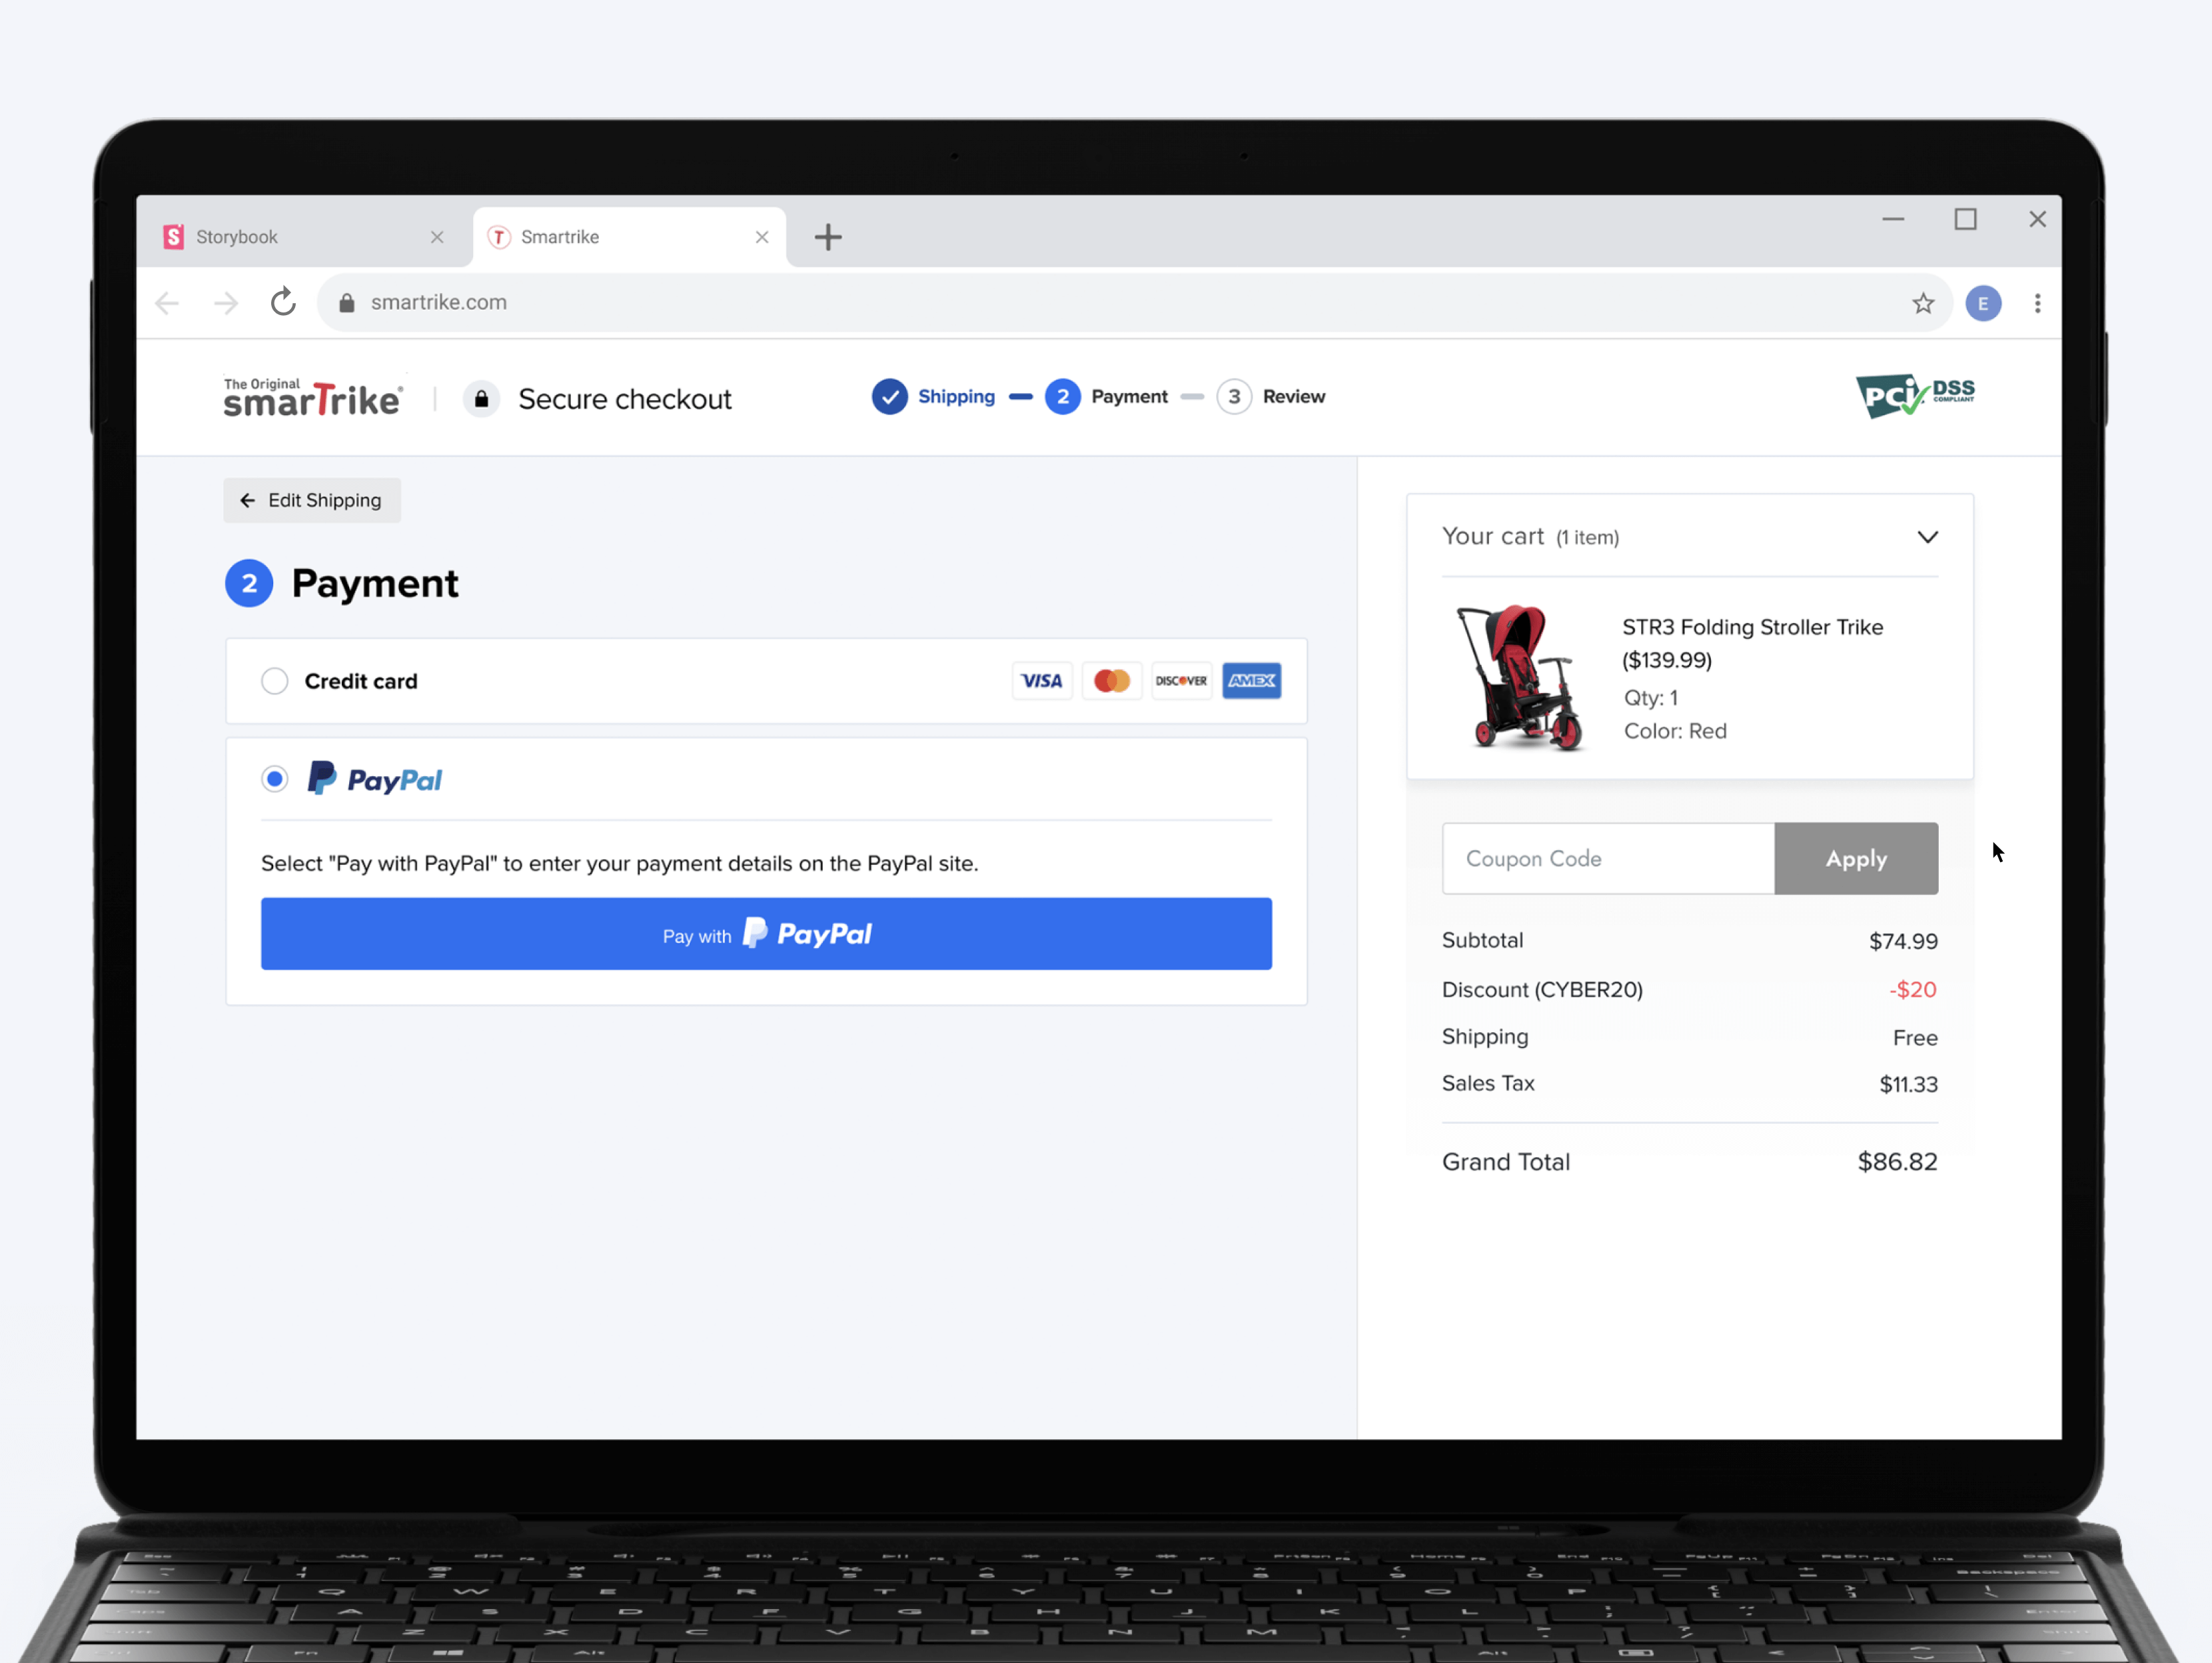 Storybook
Smartrike
smartrike.com
E
The Original
smarTrike®
Secure checkout
Shipping
2 Payment
3 Review
PCI DSS
COMPLIANT
Edit Shipping
2 Payment
Credit card
VISA
DISCOVER
AMEX
PayPal
Select "Pay with PayPal" to enter your payment details on the PayPal site.
Pay with PayPal
Your cart (1 item)
STR3 Folding Stroller Trike
($139.99)
Qty: 1
Color: Red
Coupon Code
Apply
Subtotal $74.99
Discount (CYBER20) -$20
Shipping Free
Sales Tax $11.33
Grand Total $86.82
Q W E R T Y U I O P
A S D F G H J K L
Z X C V B N M
Fn Alt Alt